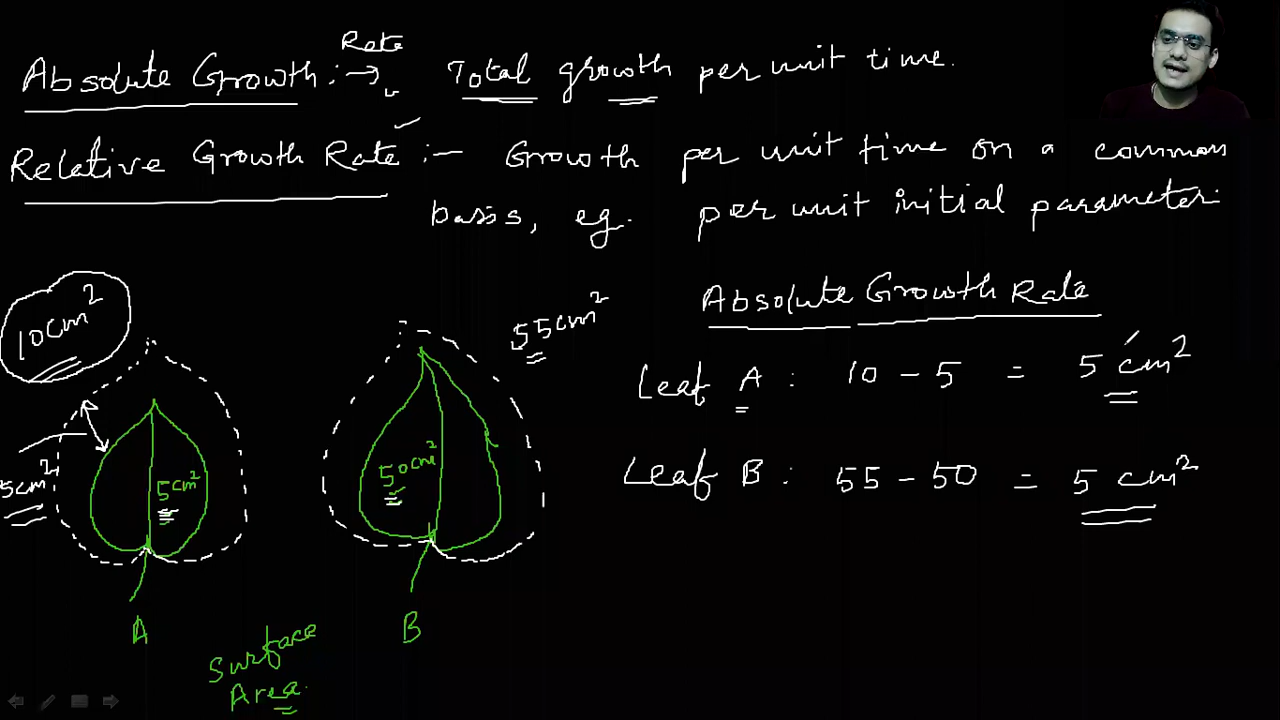 Rate
Absolute Growth :→ Total growth per unit time.
Relative Growth Rate :- Growth per unit time on a common
basis, eg. per unit initial parameter.
10cm²
55cm²
Absolute Growth Rate
Leaf A : 10 - 5 = 5 cm²
5cm²
5cm²
50cm²
Leaf B : 55 - 50 = 5 cm²
A
B
Surface
Area.